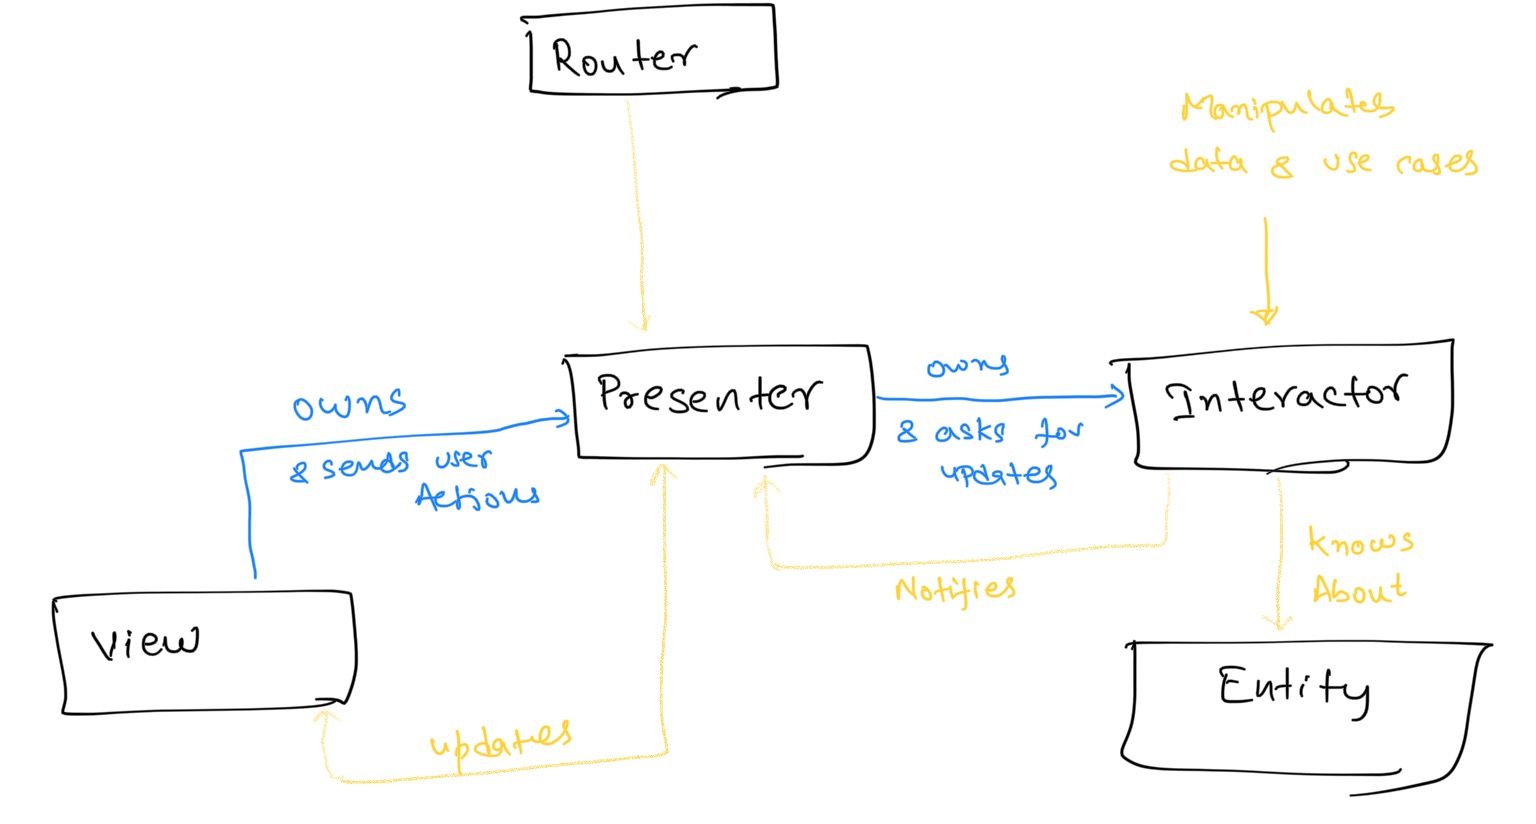 Router
Manipulates
data & use cases
owns
& sends user
Actions
Presenter
owns
& asks for
updates
Interactor
Notifies
knows
About
View
updates
Entity